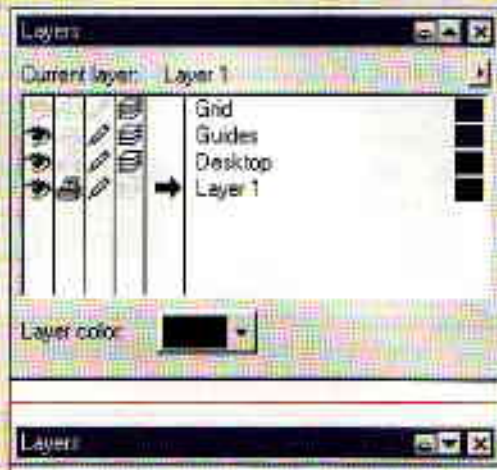 Layers
Current layer: Layer 1
Grid
Guides
Desktop
Layer 1
Layer color:
Layers